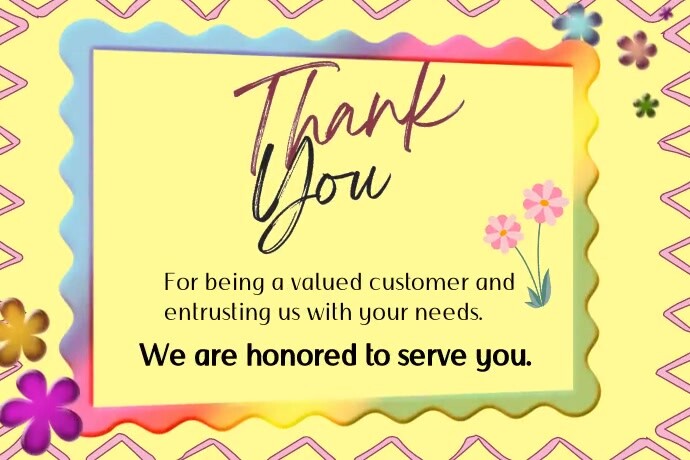 Thank
You
For being a valued customer and
entrusting us with your needs.
We are honored to serve you.